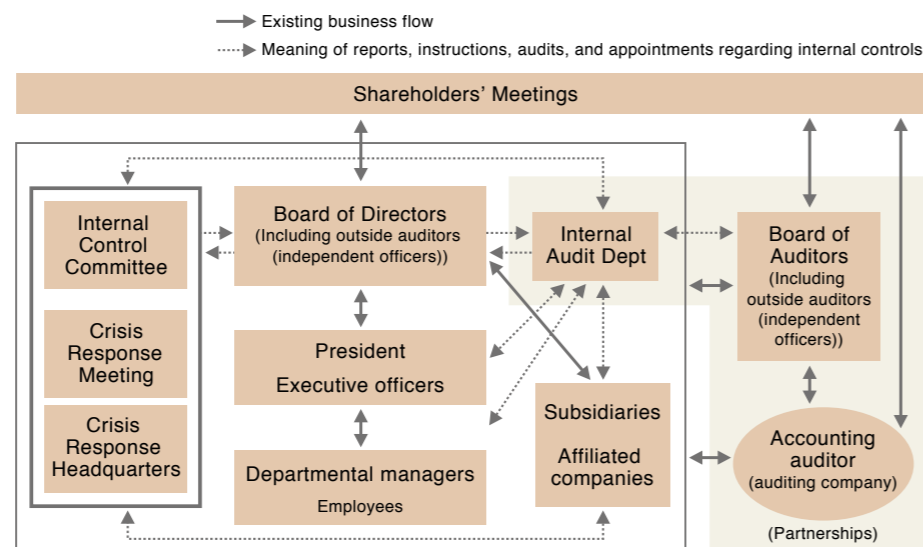 Existing business flow
Meaning of reports, instructions, audits, and appointments regarding internal controls
Shareholders’ Meetings
Internal
Control
Committee
Crisis
Response
Meeting
Crisis
Response
Headquarters
Board of Directors
(Including outside auditors
(independent officers))
President
Executive officers
Departmental managers
Employees
Internal
Audit Dept
Subsidiaries
Affiliated
companies
Board of
Auditors
(Including
outside auditors
(independent
officers))
Accounting
auditor
(auditing company)
(Partnerships)